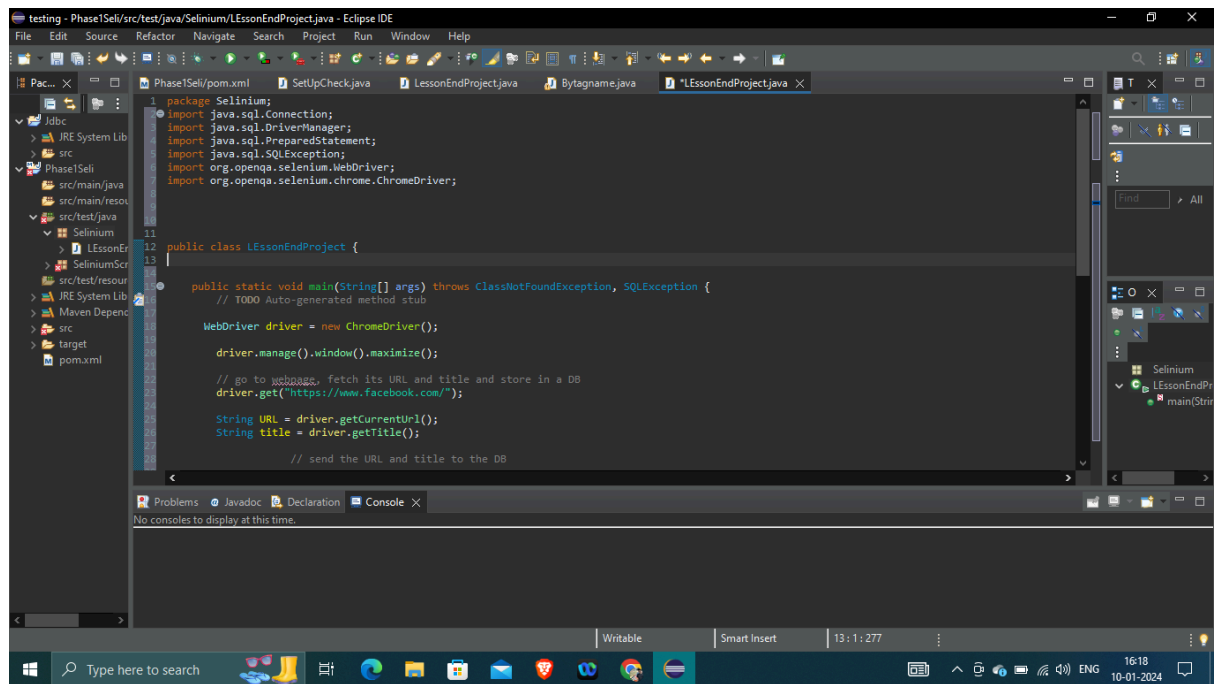 testing - Phase1Seli/src/test/java/Selinium/LEssonEndProject.java - Eclipse IDE
File Edit Source Refactor Navigate Search Project Run Window Help
Pac...
Phase1Seli/pom.xml SetUpCheck.java LessonEndProject.java Bytagname.java *LEssonEndProject.java T
Jdbc
JRE System Lib
src
Phase1Seli
src/main/java
src/main/resou
src/test/java
Selinium
LEssonEr
SeliniumScr
src/test/resour
JRE System Lib
Maven Depend
src
target
pom.xml
1 package Selinium;
2 import java.sql.Connection;
3 import java.sql.DriverManager;
4 import java.sql.PreparedStatement;
5 import java.sql.SQLException;
6 import org.openqa.selenium.WebDriver;
7 import org.openqa.selenium.chrome.ChromeDriver;
8
9
10
11
12 public class LEssonEndProject {
13
14
15 public static void main(String[] args) throws ClassNotFoundException, SQLException {
16 // TODO Auto-generated method stub
17
18 WebDriver driver = new ChromeDriver();
19
20 driver.manage().window().maximize();
21
22 // go to webpage, fetch its URL and title and store in a DB
23 driver.get("https://www.facebook.com/");
24
25 String URL = driver.getCurrentUrl();
26 String title = driver.getTitle();
27
28 // send the URL and title to the DB
Find All
O
Selinium
LEssonEndPr
main(Strin
Problems Javadoc Declaration Console
No consoles to display at this time.
Writable Smart Insert 13 : 1 : 277
Type here to search
ENG
16:18
10-01-2024